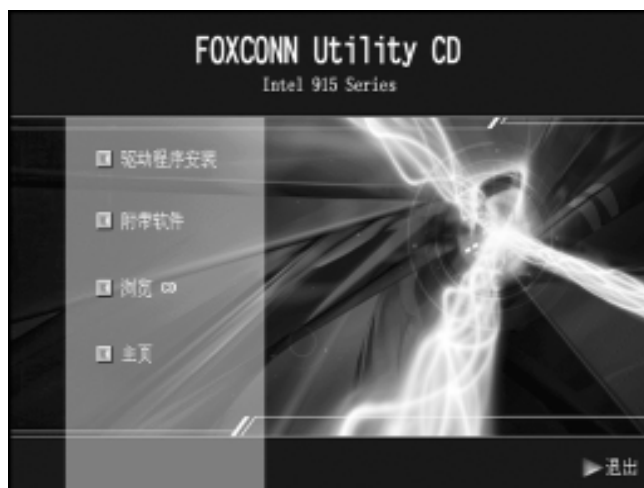 FOXCONN Utility CD
Intel 915 Series
驱动程序安装
附带软件
浏览 CD
主页
退出